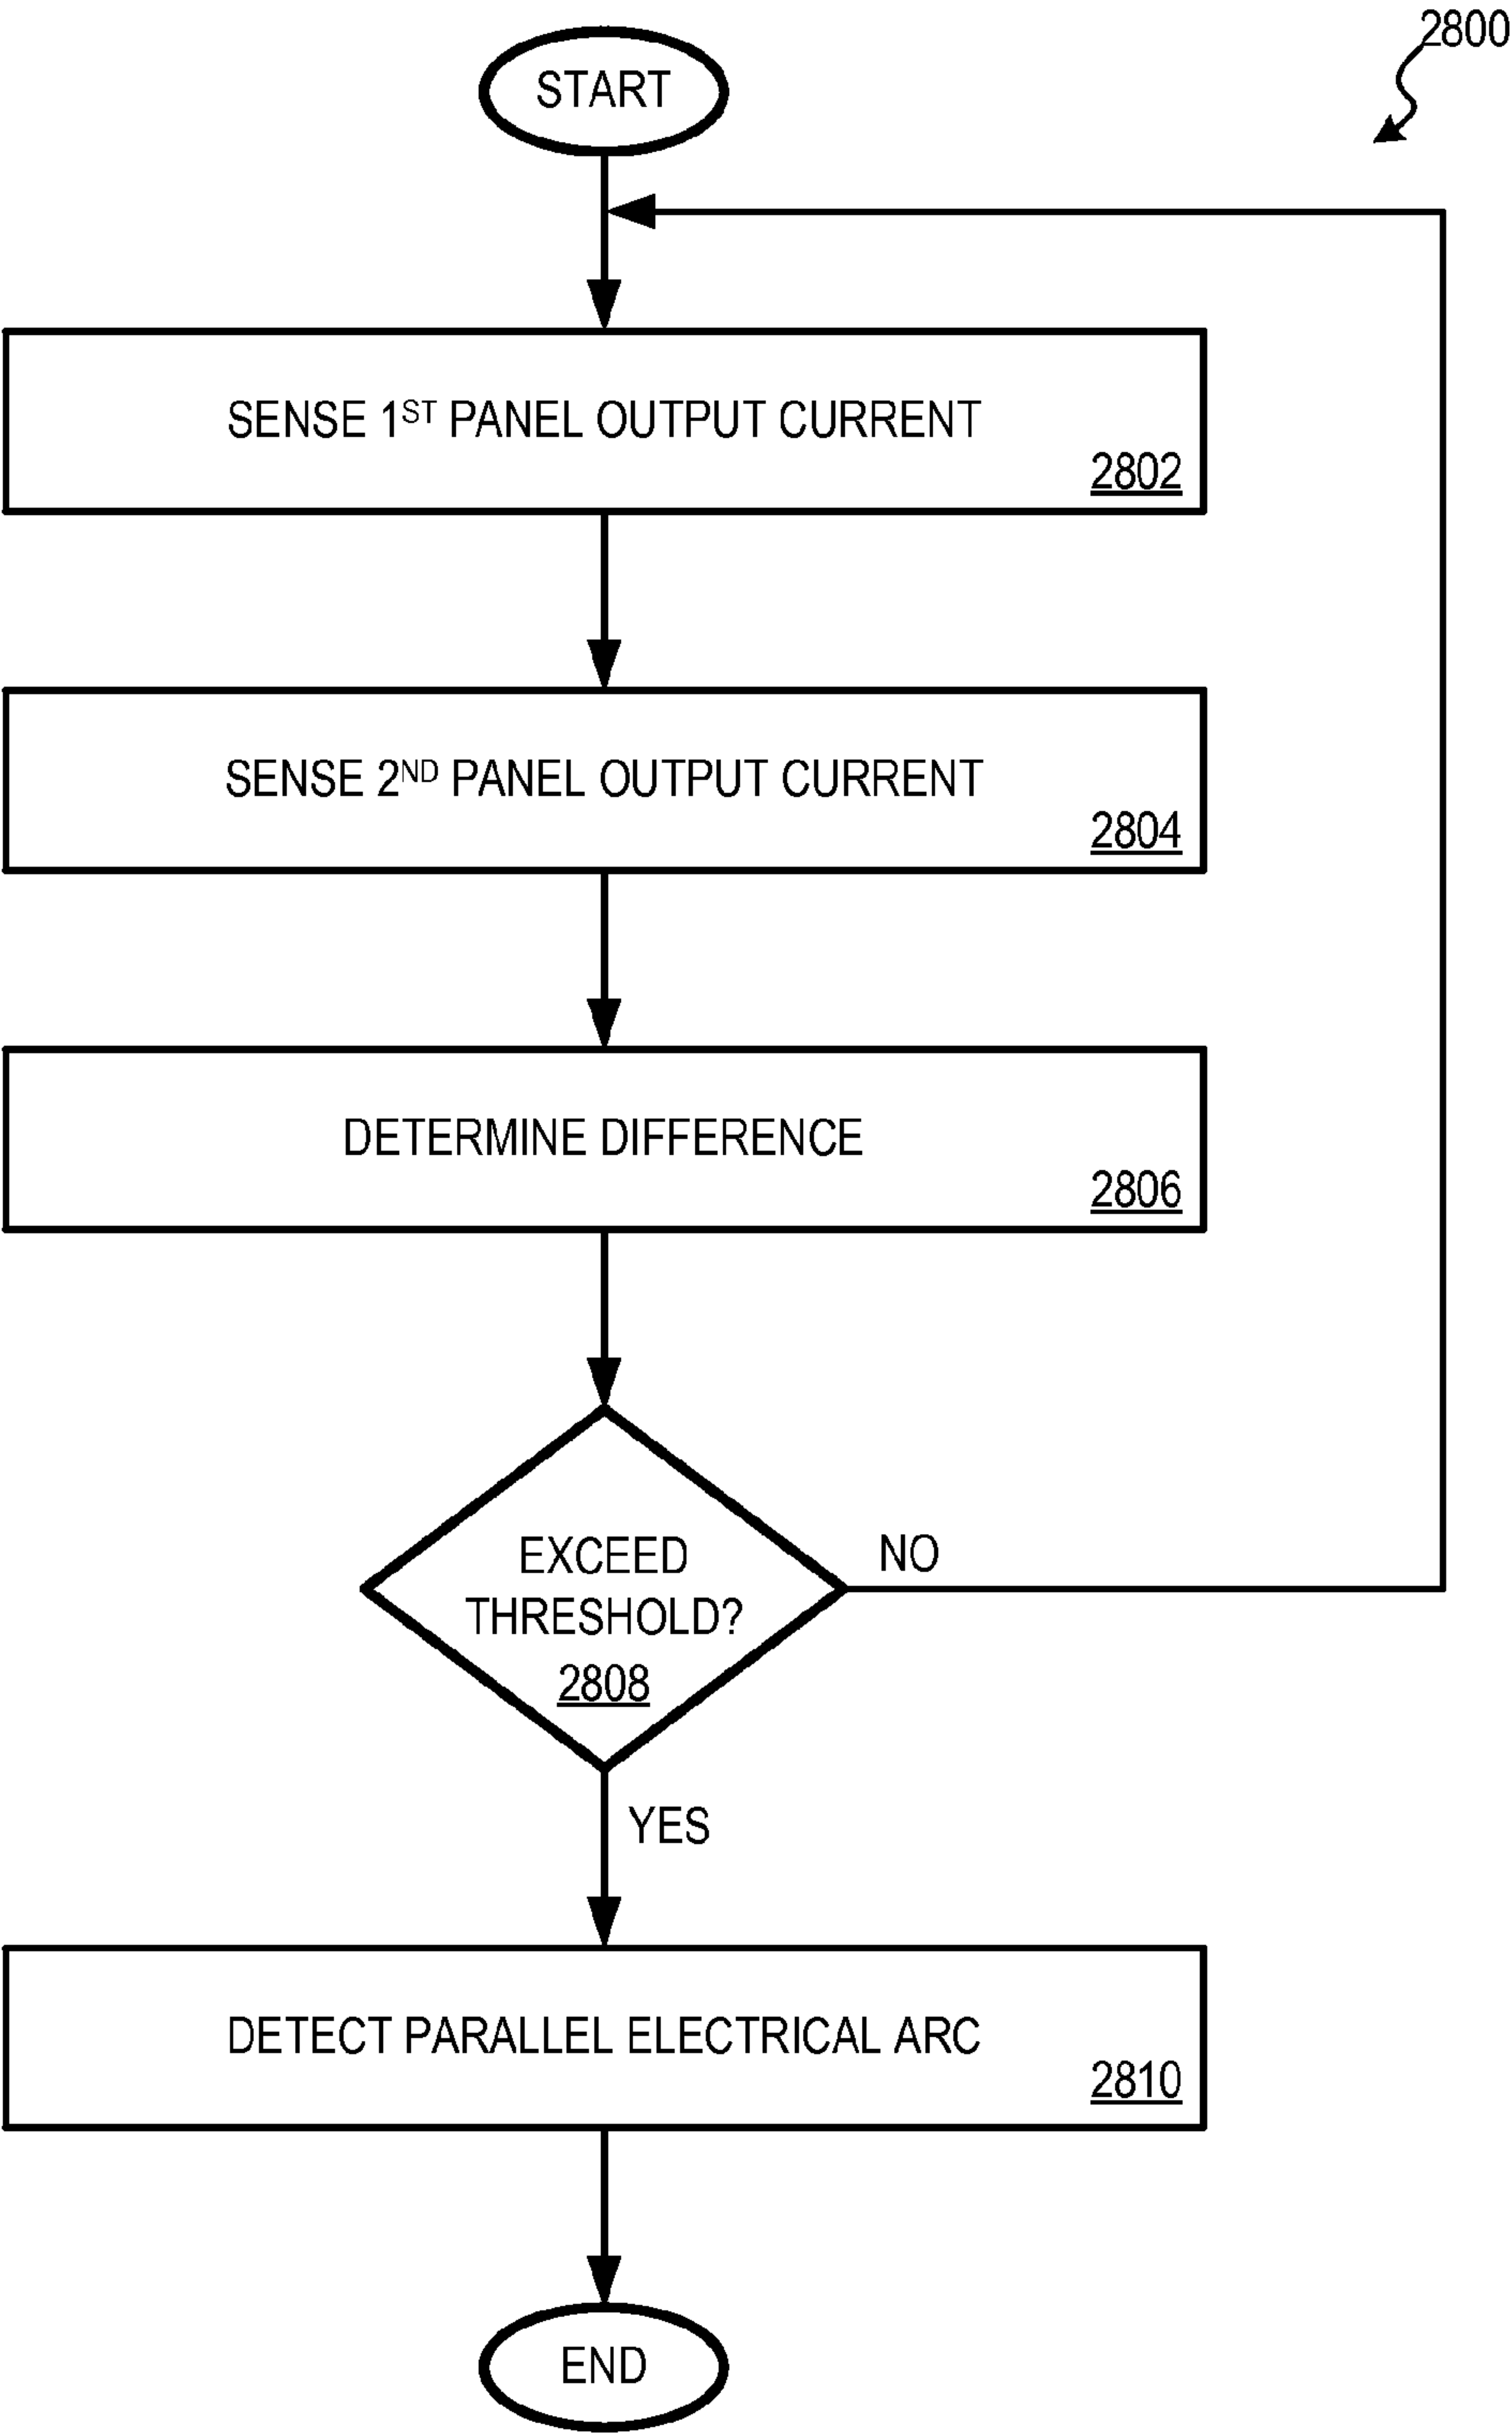 2800
START
SENSE 1ST PANEL OUTPUT CURRENT
2802
SENSE 2ND PANEL OUTPUT CURRENT
2804
DETERMINE DIFFERENCE
2806
EXCEED
THRESHOLD?
2808
NO
YES
DETECT PARALLEL ELECTRICAL ARC
2810
END